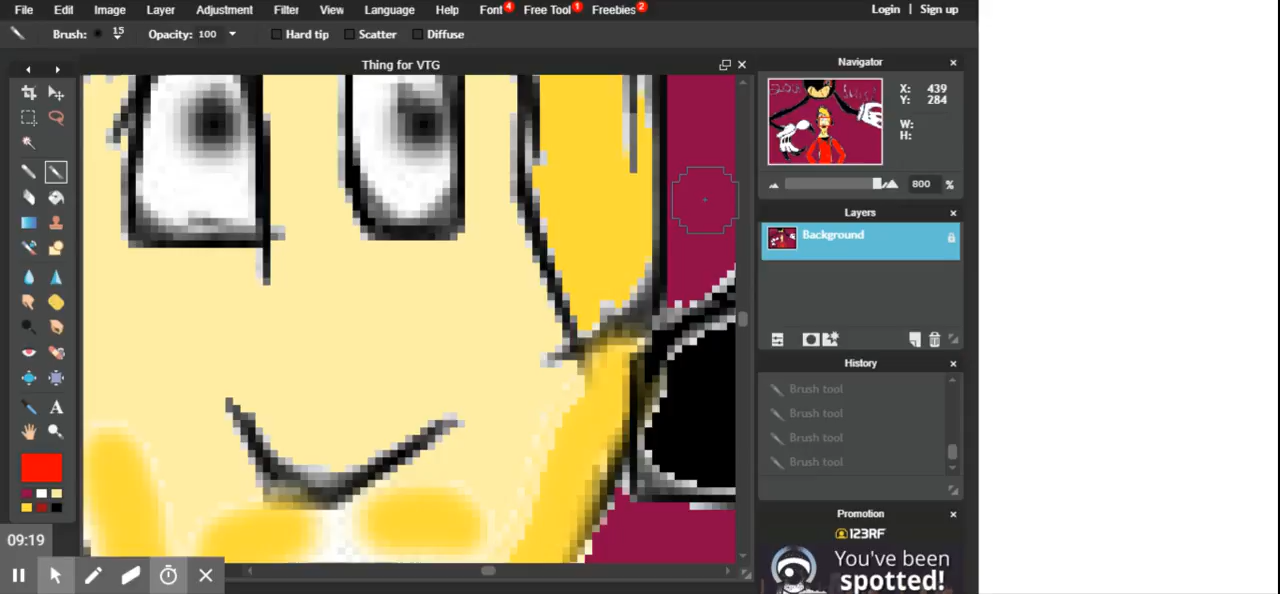 File Edit Image Layer Adjustment Filter View Language Help Font 4 Free Tool 1 Freebies 2 Login | Sign up
Brush: 15 Opacity: 100 Hard tip Scatter Diffuse
Thing for VTG
Navigator
X: 439
Y: 284
W:
H:
800 %
Layers
Background
History
Brush tool
Brush tool
Brush tool
Brush tool
Promotion
123RF
You've been
spotted!
A
09:19